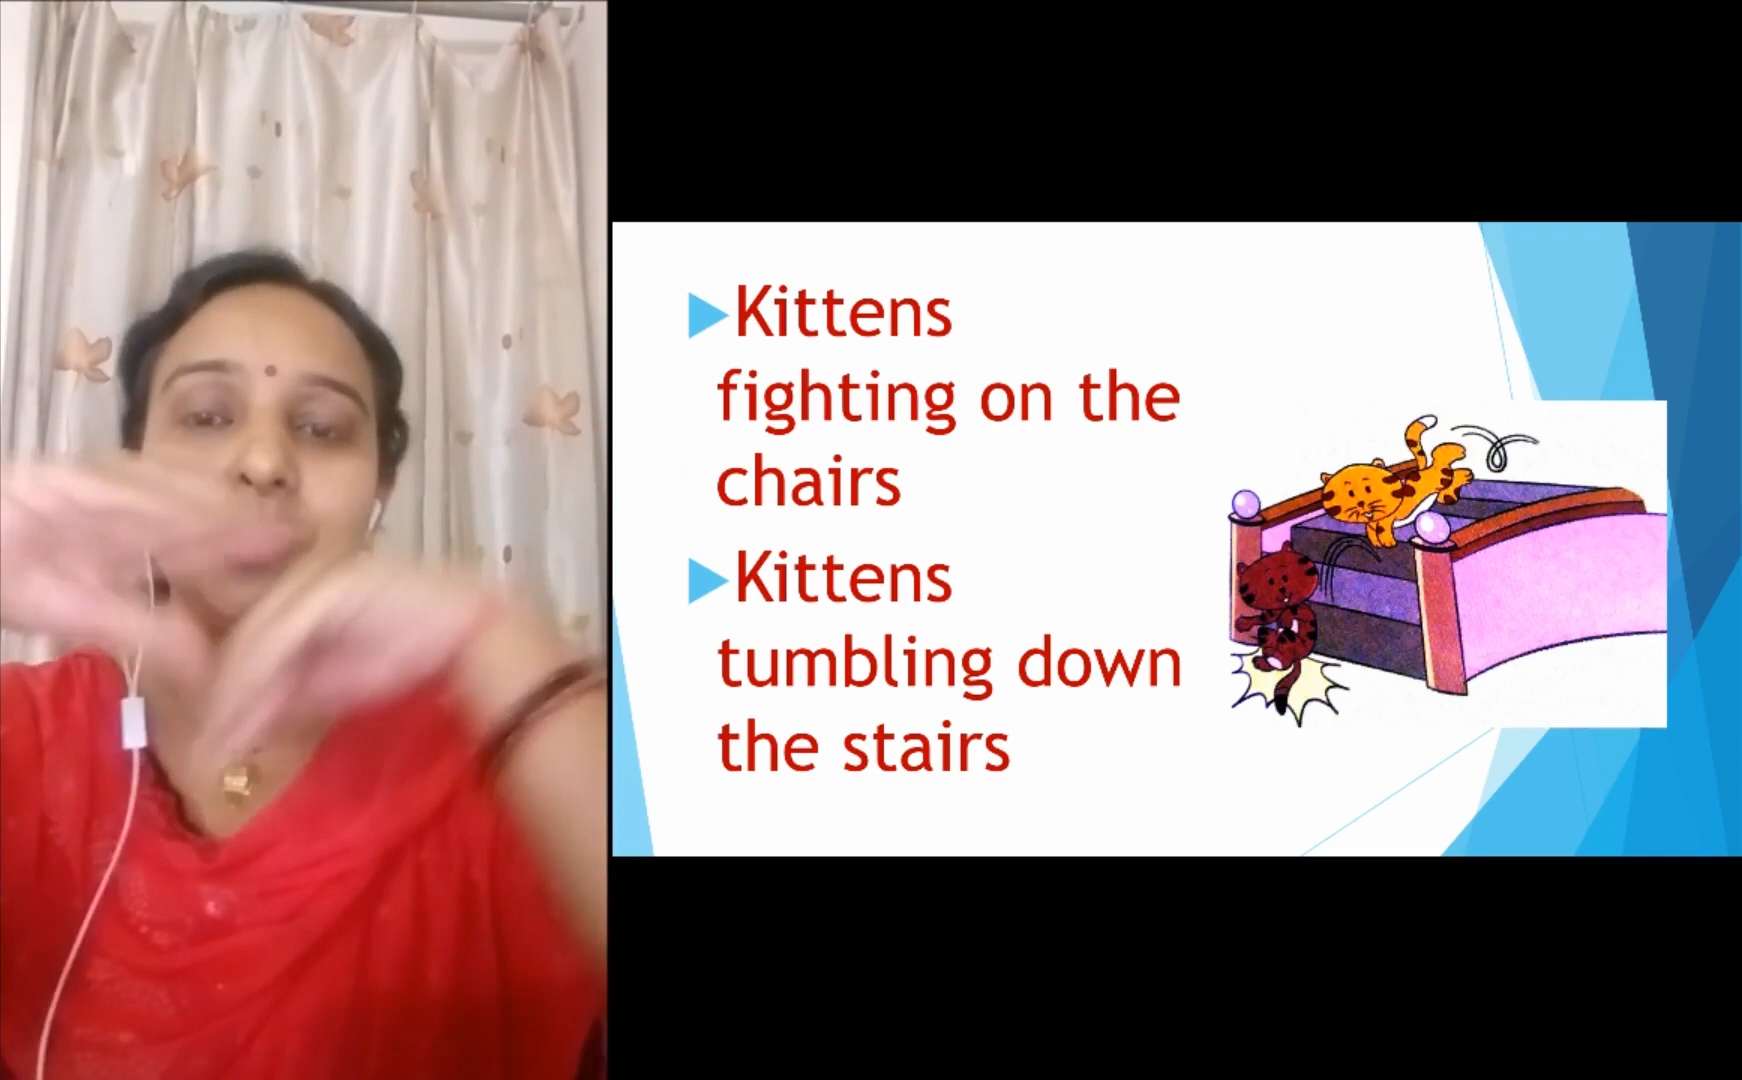 Kittens
fighting on the
chairs
Kittens
tumbling down
the stairs